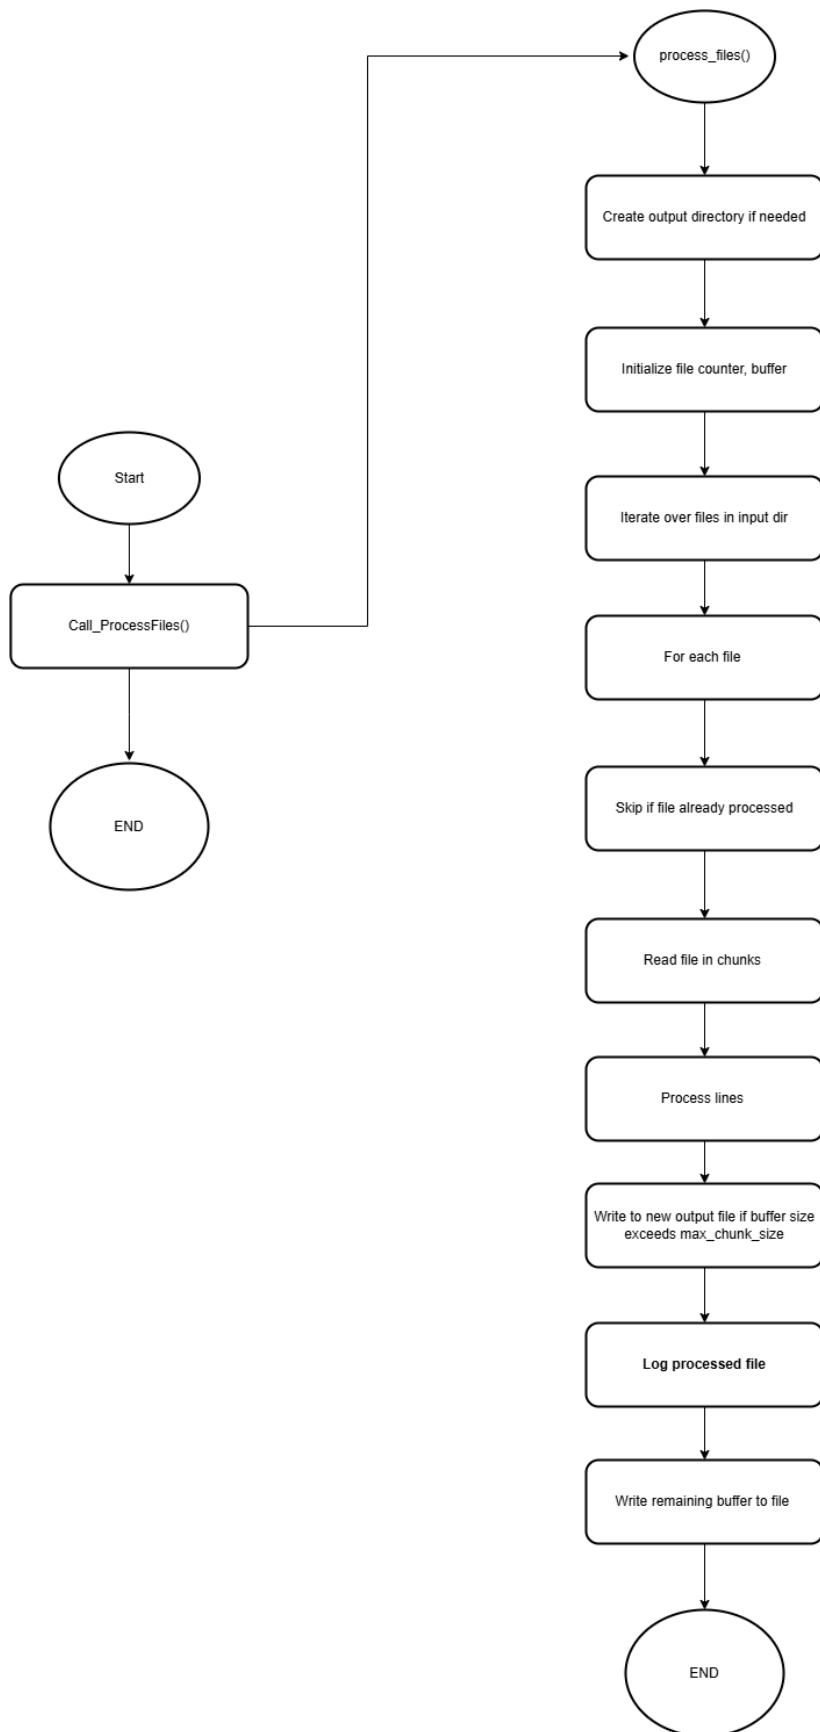 process_files()
Create output directory if needed
Initialize file counter, buffer
Iterate over files in input dir
For each file
Skip if file already processed
Read file in chunks
Process lines
Write to new output file if buffer size
exceeds max_chunk_size
Log processed file
Write remaining buffer to file
END
Start
Call_ProcessFiles()
END